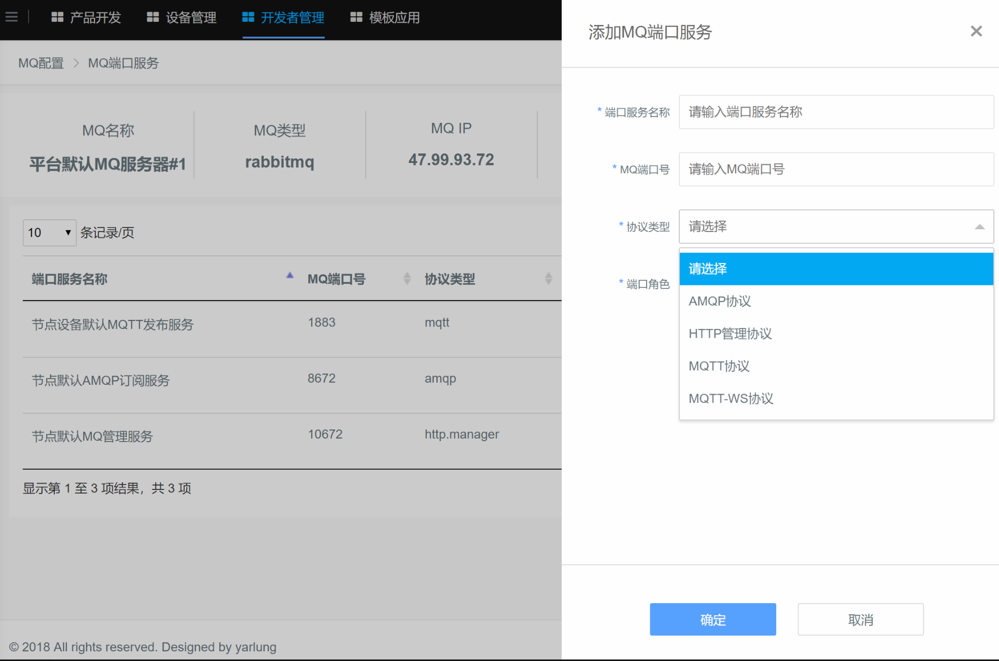 产品开发 设备管理 开发者管理 模板应用
MQ配置 > MQ端口服务
MQ名称 MQ类型 MQ IP
平台默认MQ服务器#1 rabbitmq 47.99.93.72
10 条记录/页
端口服务名称 MQ端口号 协议类型
节点设备默认MQTT发布服务 1883 mqtt
节点默认AMQP订阅服务 8672 amqp
节点默认MQ管理服务 10672 http.manager
显示第 1 至 3 项结果，共 3 项
© 2018 All rights reserved. Designed by yarlung
添加MQ端口服务
* 端口服务名称 请输入端口服务名称
* MQ端口号 请输入MQ端口号
* 协议类型 请选择
请选择
* 端口角色
AMQP协议
HTTP管理协议
MQTT协议
MQTT-WS协议
确定 取消